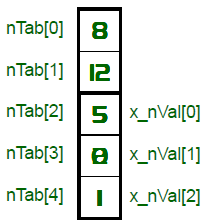 nTab[0] 8
nTab[1] 12
nTab[2] 5 x_nVal[0]
nTab[3] 0 x_nVal[1]
nTab[4] 1 x_nVal[2]